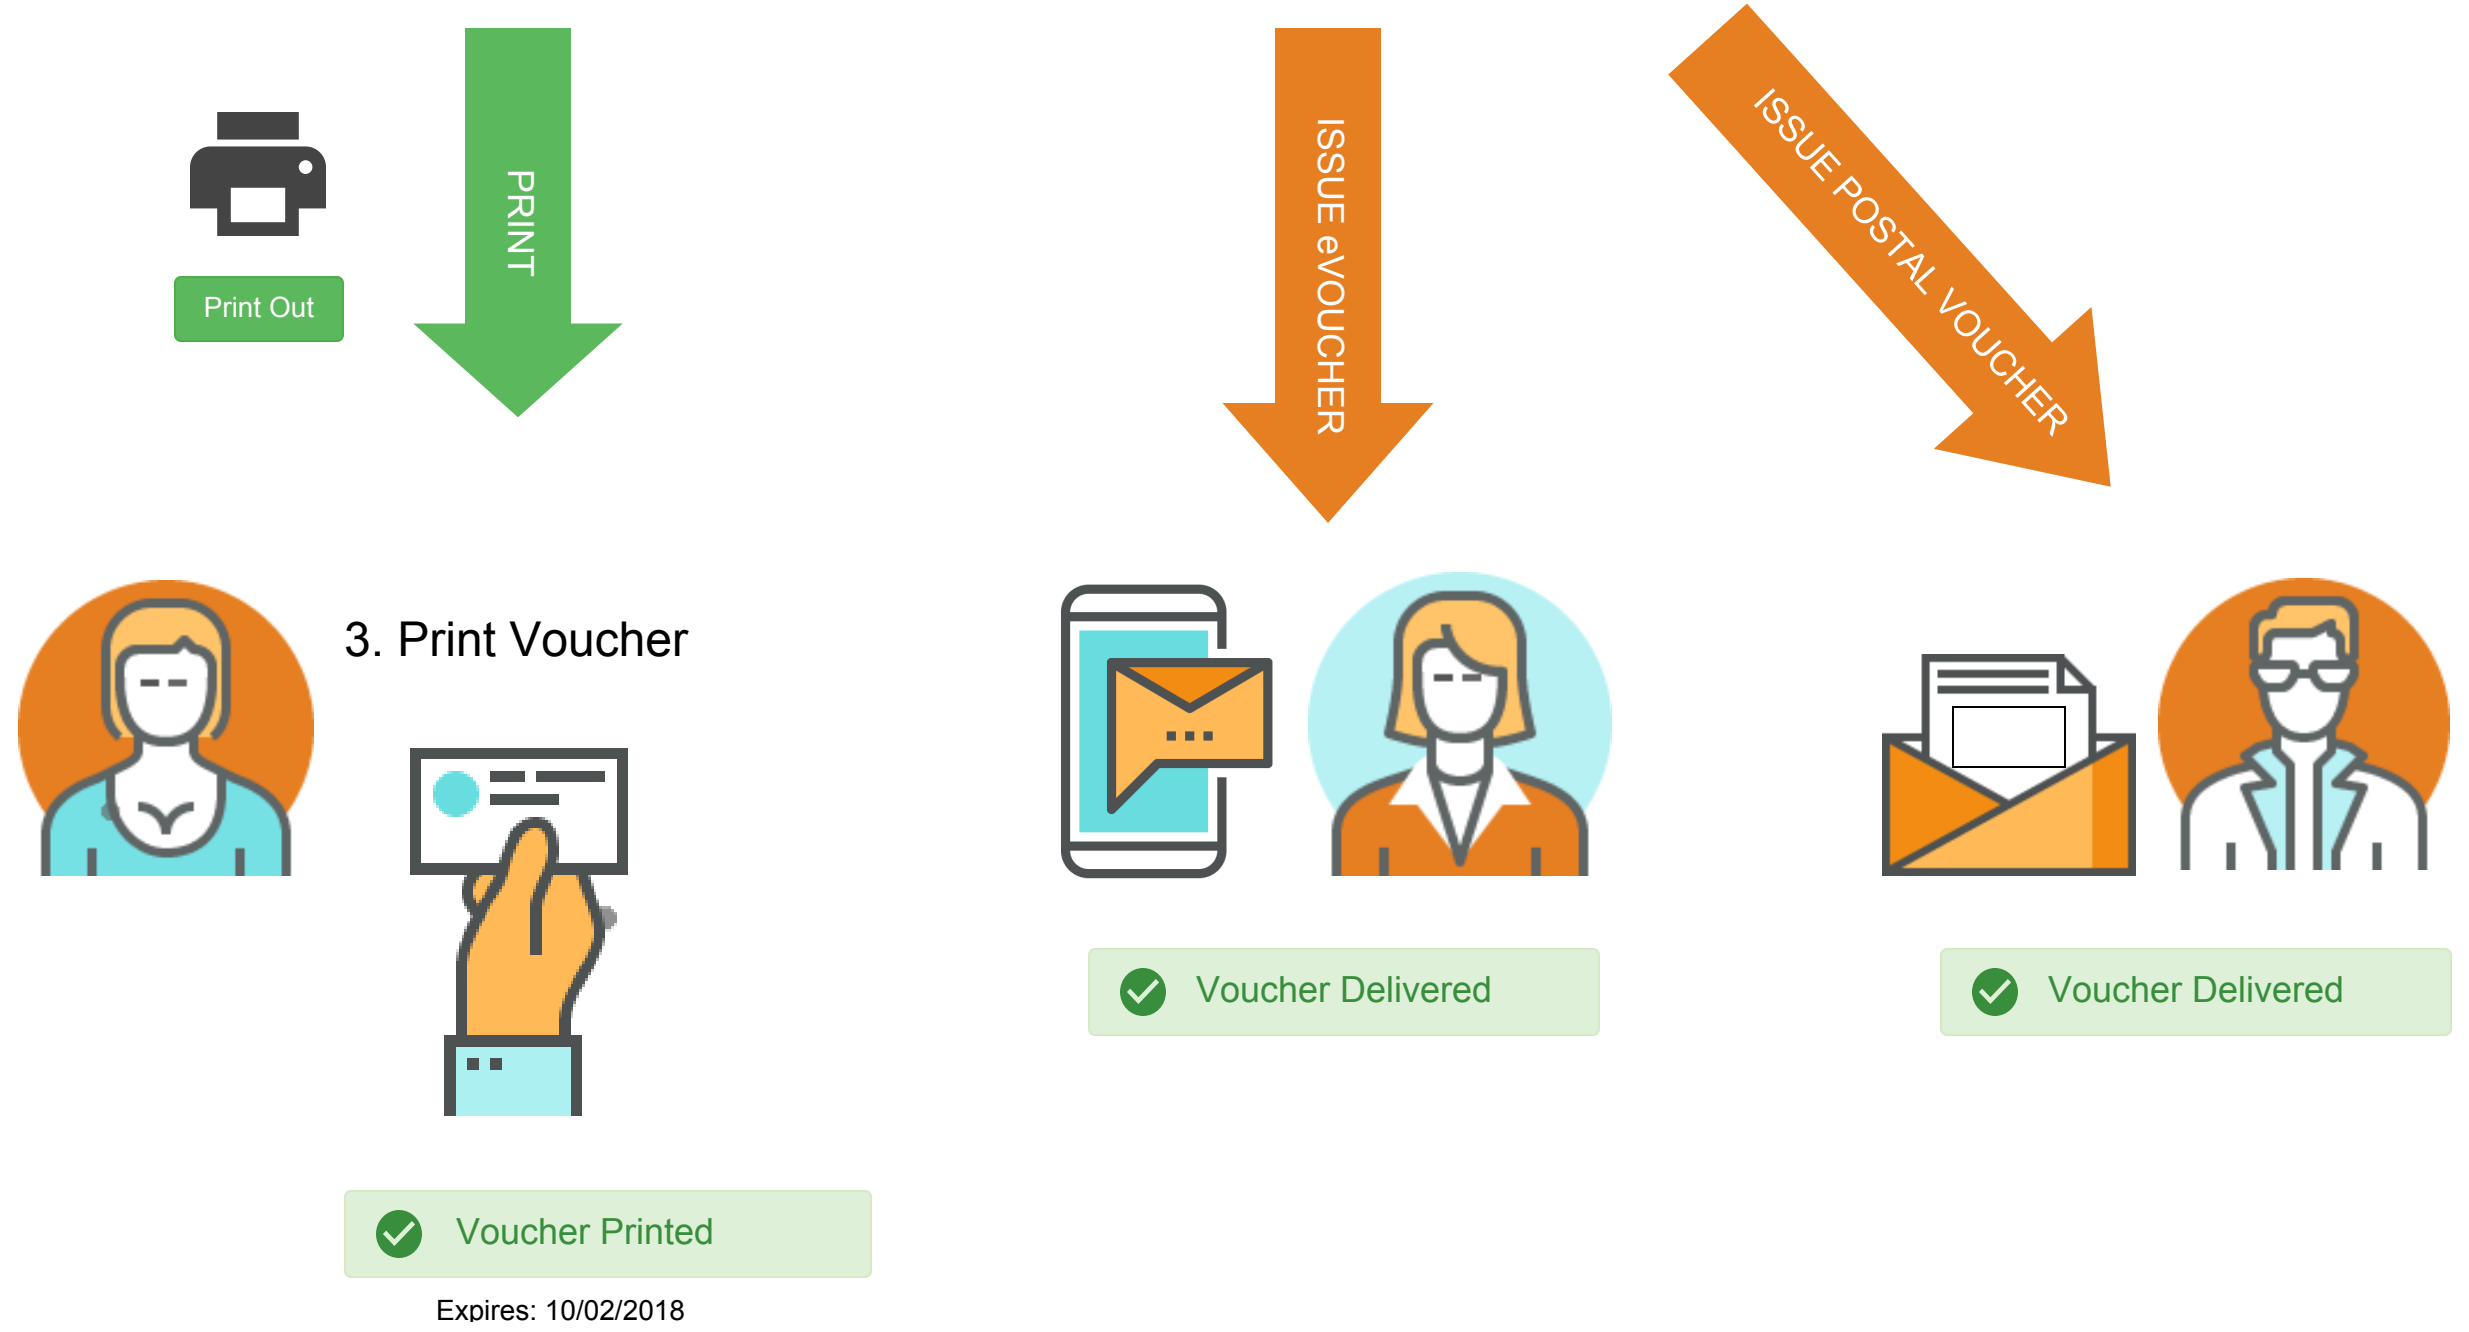 PRINT
Print Out
ISSUE eVOUCHER
ISSUE POSTAL VOUCHER
3. Print Voucher
Voucher Delivered
Voucher Delivered
Voucher Printed
Expires: 10/02/2018